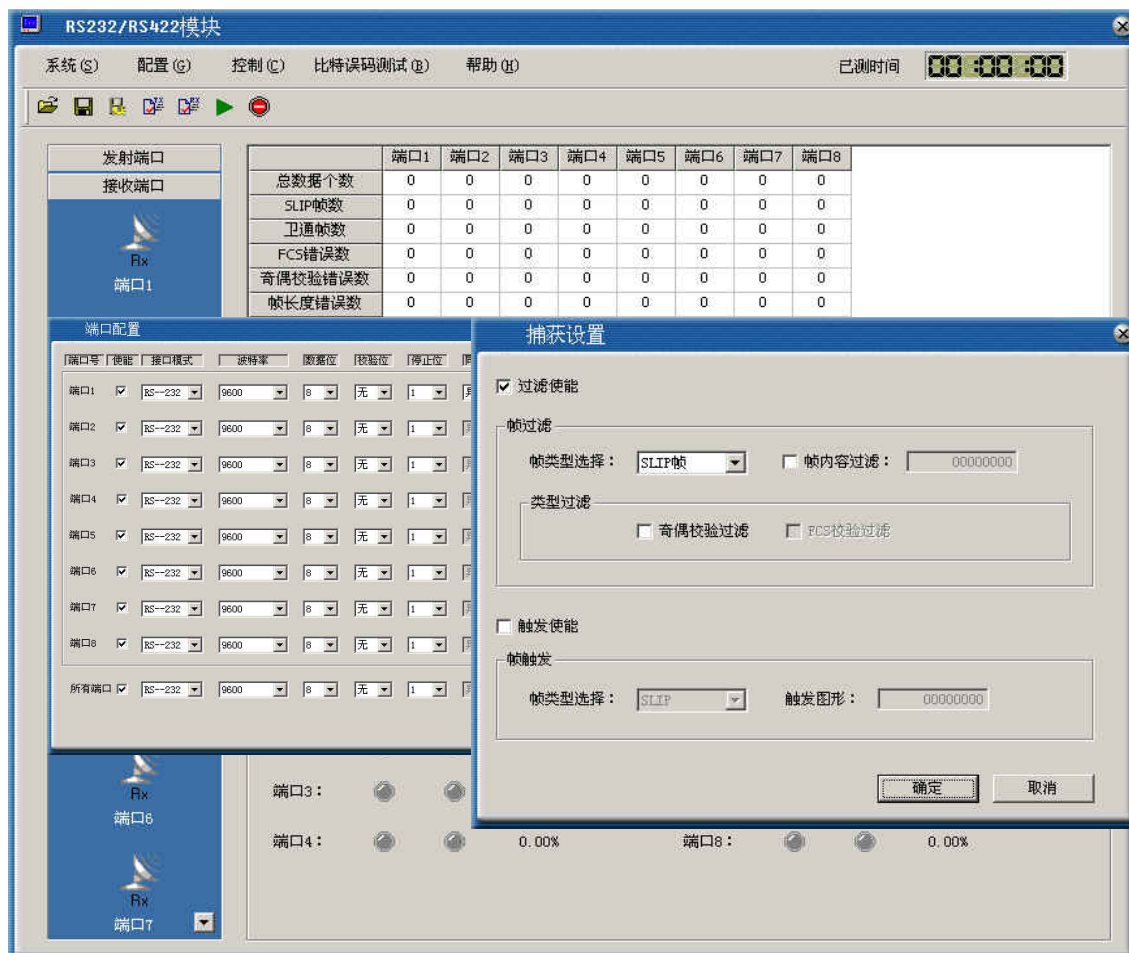 RS232/RS422模块
系统(S) 配置(G) 控制(C) 比特误码测试(B) 帮助(H) 已测时间 00:00:00
发射端口
接收端口
Rx
端口1
端口1 端口2 端口3 端口4 端口5 端口6 端口7 端口8
总数据个数 0 0 0 0 0 0 0 0
SLIP帧数 0 0 0 0 0 0 0 0
卫通帧数 0 0 0 0 0 0 0 0
FCS错误数 0 0 0 0 0 0 0 0
奇偶校验错误数 0 0 0 0 0 0 0 0
帧长度错误数 0 0 0 0 0 0 0 0
端口配置
端口号 使能 接口模式 波特率 数据位 校验位 停止位
端口1 RS--232 9600 8 无 1
端口2 RS--232 9600 8 无 1
端口3 RS--232 9600 8 无 1
端口4 RS--232 9600 8 无 1
端口5 RS--232 9600 8 无 1
端口6 RS--232 9600 8 无 1
端口7 RS--232 9600 8 无 1
端口8 RS--232 9600 8 无 1
所有端口 RS--232 9600 8 无 1
捕获设置
过滤使能
帧过滤
帧类型选择： SLIP帧 帧内容过滤： 00000000
类型过滤
奇偶校验过滤 FCS校验过滤
触发使能
帧触发
帧类型选择： SLIP 触发图形： 00000000
确定 取消
Rx
端口6
Rx
端口7
端口3：
端口4： 0.00% 端口8： 0.00%